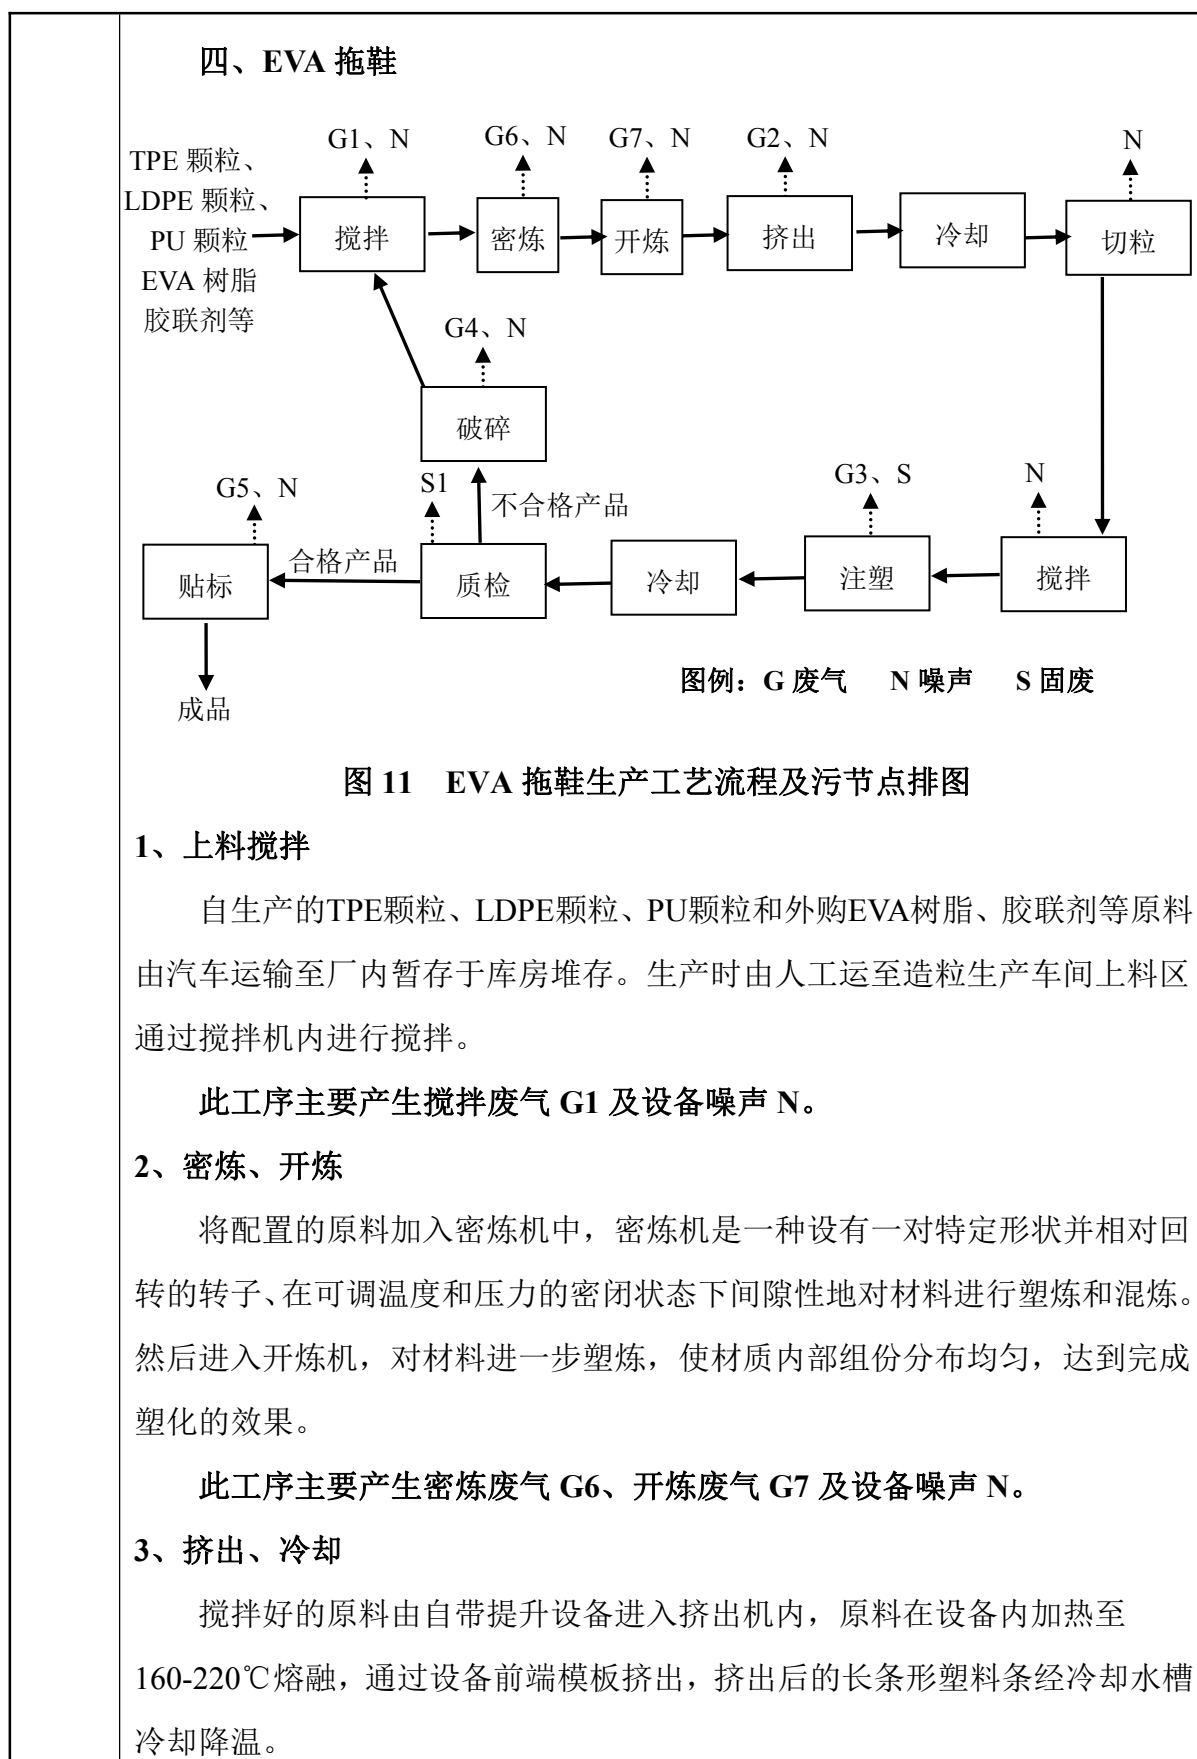 四、EVA 拖鞋
G1、N
G6、N
G7、N
G2、N
N
TPE 颗粒、
LDPE 颗粒、
PU 颗粒
EVA 树脂
胶联剂等
搅拌
密炼
开炼
挤出
冷却
切粒
G4、N
破碎
G5、N
S1
不合格产品
G3、S
N
合格产品
贴标
质检
冷却
注塑
搅拌
成品
图例：G 废气 N 噪声 S 固废
图 11 EVA 拖鞋生产工艺流程及污节点排图
1、上料搅拌
自生产的TPE颗粒、LDPE颗粒、PU颗粒和外购EVA树脂、胶联剂等原料
由汽车运输至厂内暂存于库房堆存。生产时由人工运至造粒生产车间上料区
通过搅拌机内进行搅拌。
此工序主要产生搅拌废气 G1 及设备噪声 N。
2、密炼、开炼
将配置的原料加入密炼机中，密炼机是一种设有一对特定形状并相对回
转的转子、在可调温度和压力的密闭状态下间隙性地对材料进行塑炼和混炼。
然后进入开炼机，对材料进一步塑炼，使材质内部组份分布均匀，达到完成
塑化的效果。
此工序主要产生密炼废气 G6、开炼废气 G7 及设备噪声 N。
3、挤出、冷却
搅拌好的原料由自带提升设备进入挤出机内，原料在设备内加热至
160-220℃熔融，通过设备前端模板挤出，挤出后的长条形塑料条经冷却水槽
冷却降温。